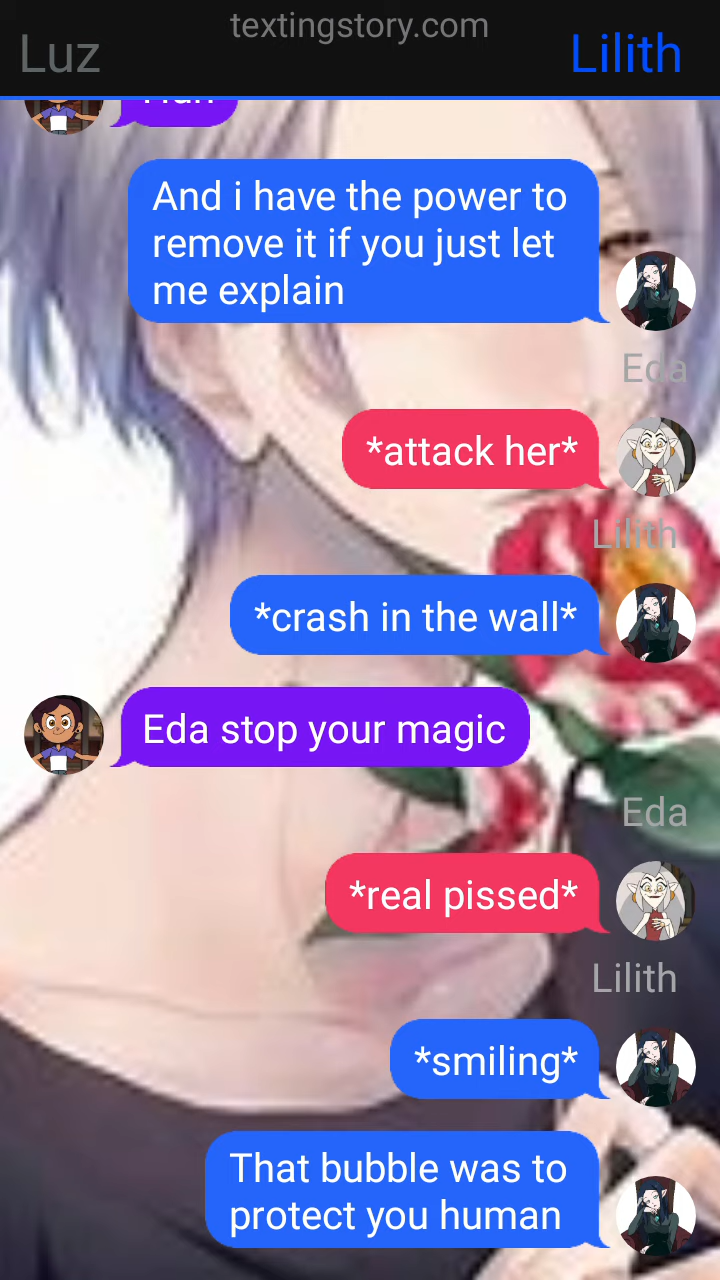 textingstory.com
Luz
Lilith
And i have the power to
remove it if you just let
me explain
Eda
*attack her*
Lilith
*crash in the wall*
Eda stop your magic
Eda
*real pissed*
Lilith
*smiling*
That bubble was to
protect you human